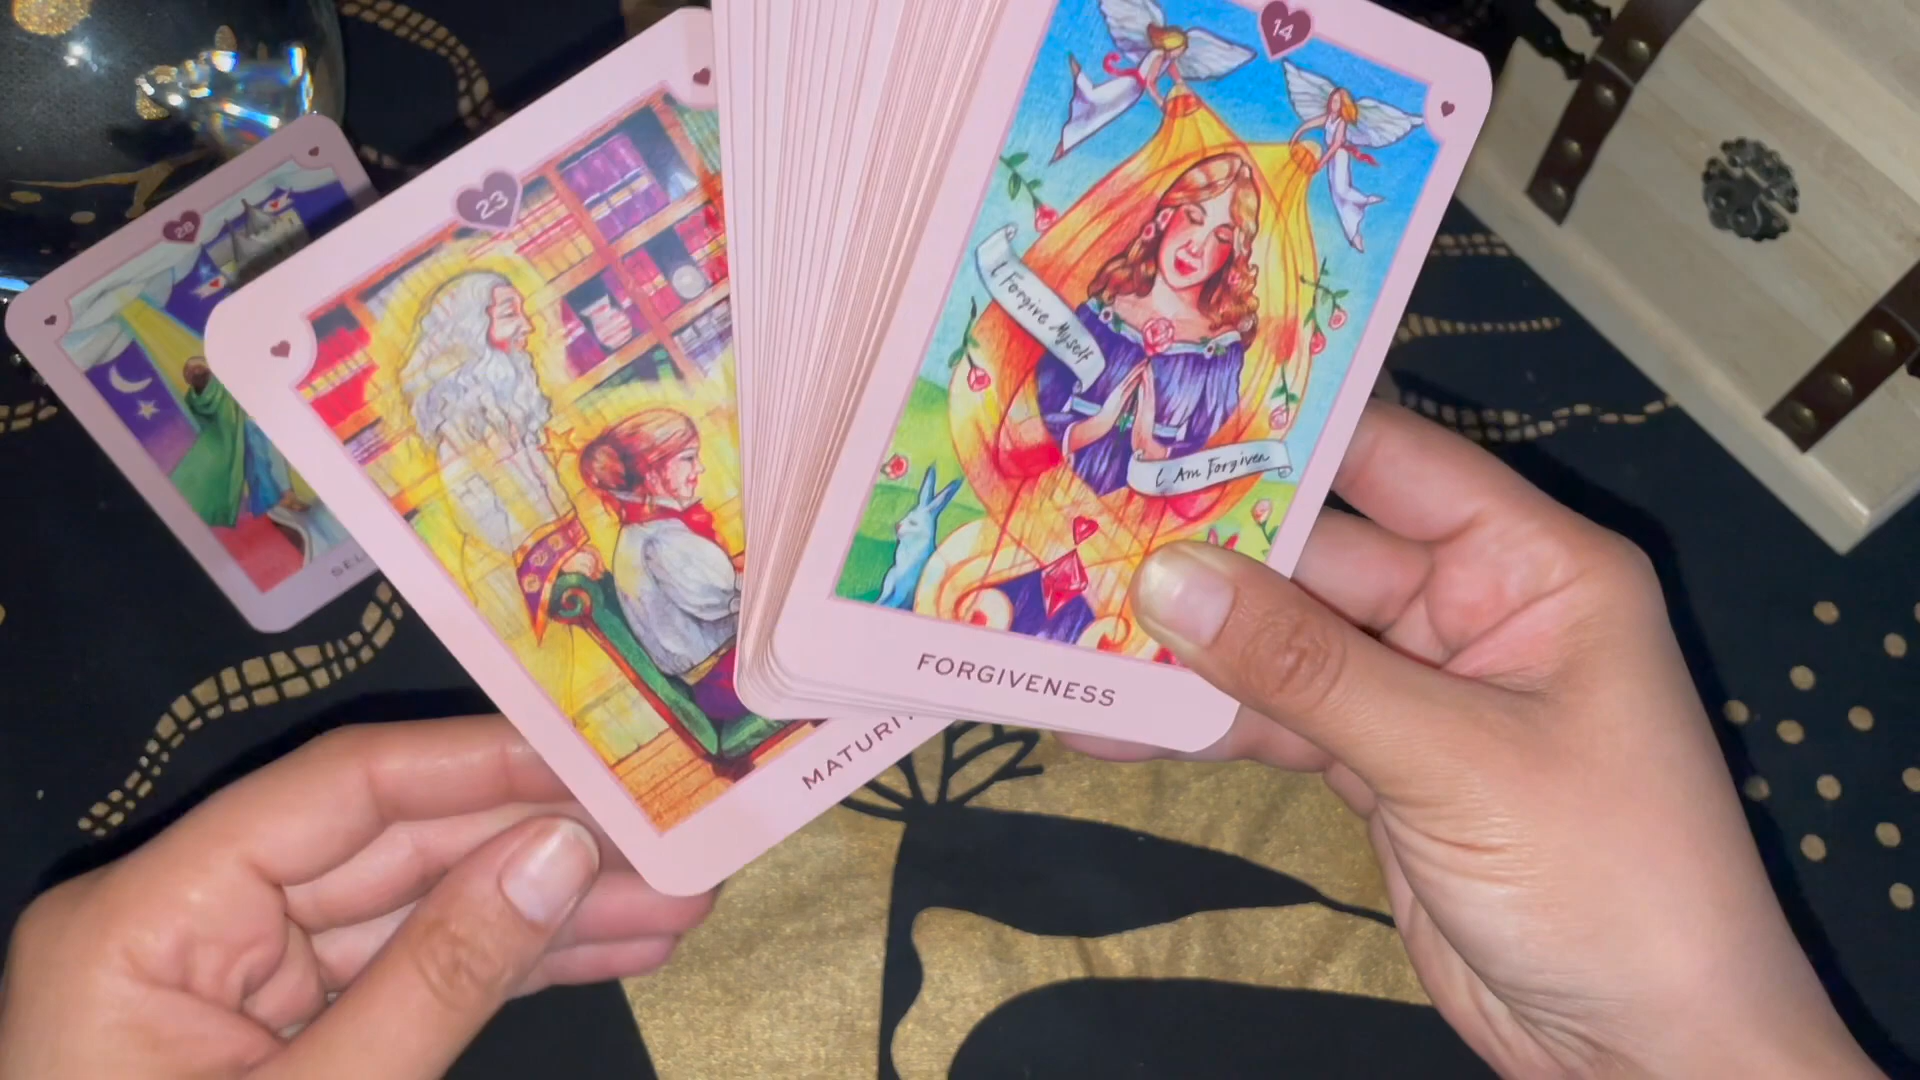 28
SEL
23
MATURI
14
I Forgive Myself
I Am Forgiven
FORGIVENESS